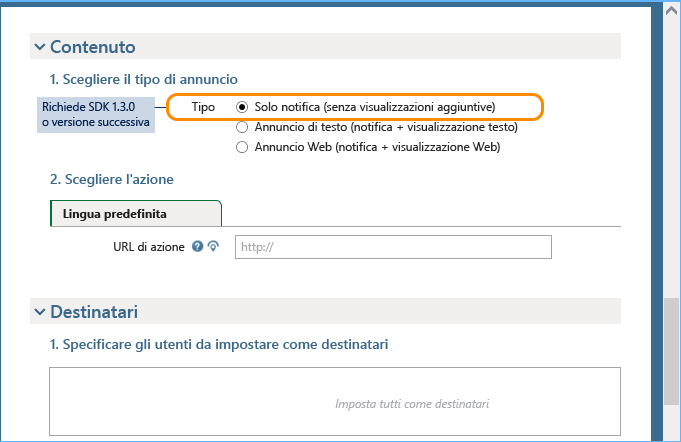 Contenuto
1. Scegliere il tipo di annuncio
Richiede SDK 1.3.0
o versione successiva
Tipo Solo notifica (senza visualizzazioni aggiuntive)
Annuncio di testo (notifica + visualizzazione testo)
Annuncio Web (notifica + visualizzazione Web)
2. Scegliere l'azione
Lingua predefinita
URL di azione ? http://
Destinatari
1. Specificare gli utenti da impostare come destinatari
Imposta tutti come destinatari